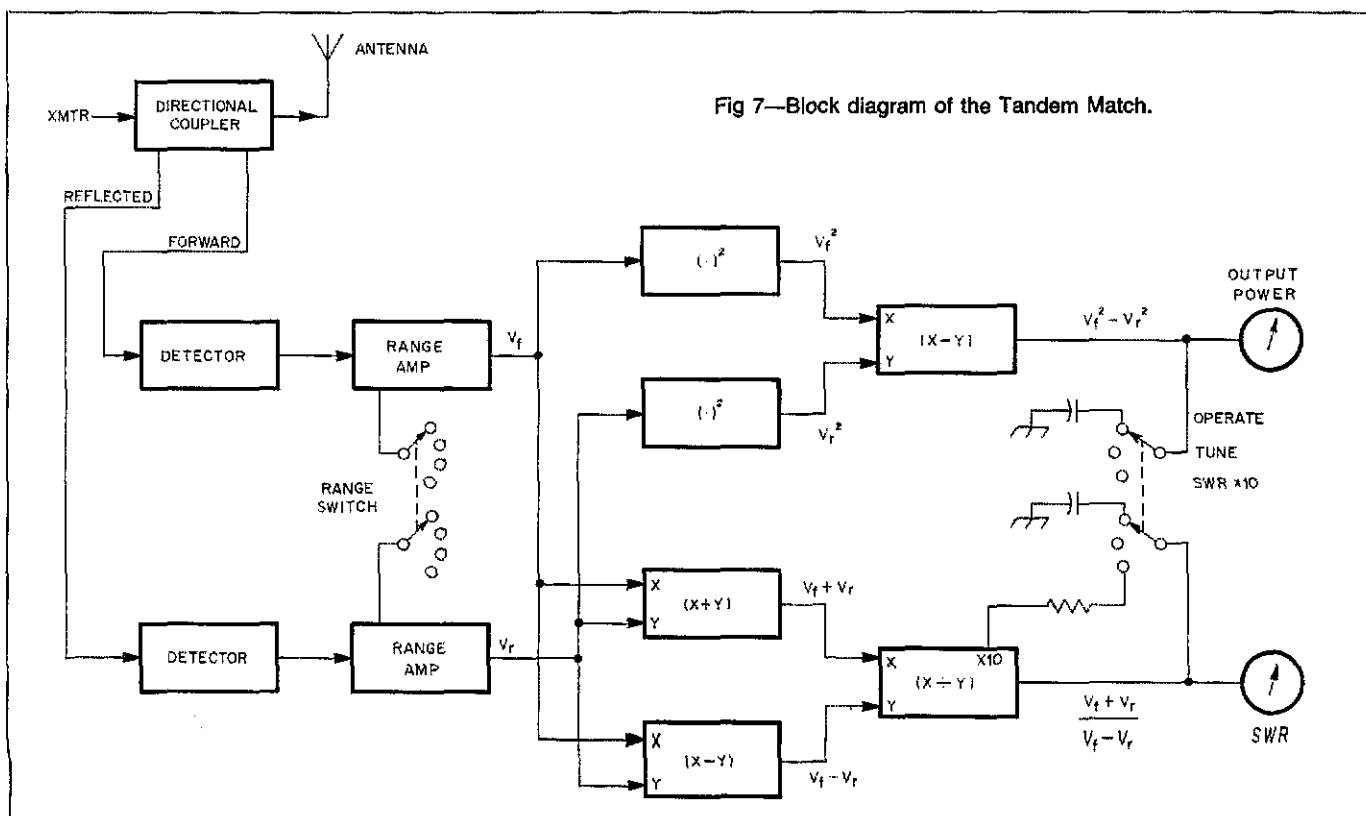 ANTENNA
XMTR
DIRECTIONAL
COUPLER
Fig 7—Block diagram of the Tandem Match.
REFLECTED
FORWARD
DETECTOR
RANGE
AMP
Vf
(·)²
Vf²
(·)²
Vr²
X
Y
(X-Y)
Vf² - Vr²
OUTPUT
POWER
OPERATE
TUNE
SWR x10
RANGE
SWITCH
DETECTOR
RANGE
AMP
Vr
X
Y
(X+Y)
Vf + Vr
X
Y
(X-Y)
Vf - Vr
X
Y
X10
(X÷Y)
Vf + Vr
Vf - Vr
SWR